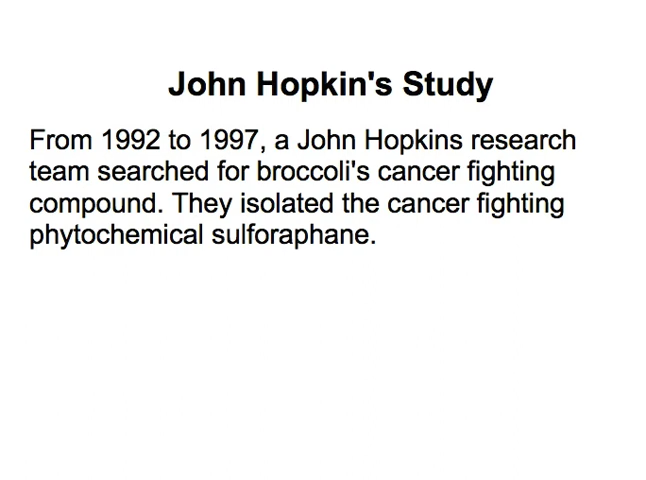 John Hopkin's Study
From 1992 to 1997, a John Hopkins research
team searched for broccoli's cancer fighting
compound. They isolated the cancer fighting
phytochemical sulforaphane.